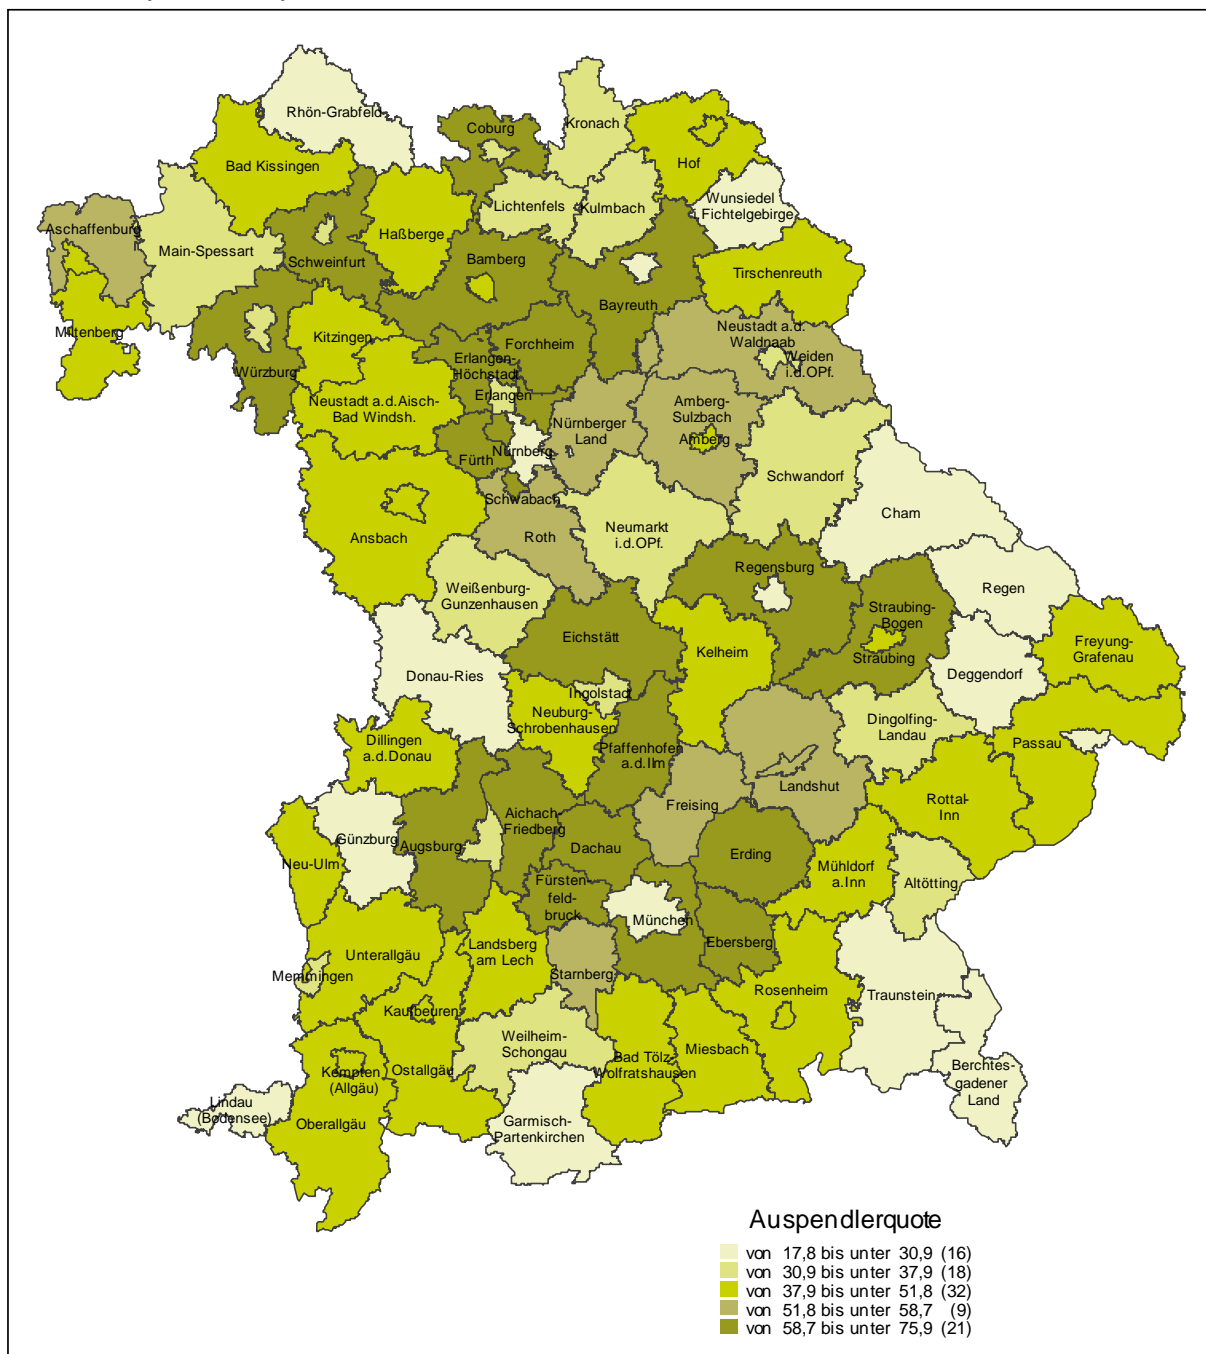 Rhön-Grabfeld
Coburg
Kronach
Hof
Bad Kissingen
Wunsiedel
i.Fichtelgebirge
Lichtenfels
Kulmbach
Aschaffenburg
Haßberge
Main-Spessart
Schweinfurt
Bamberg
Tirschenreuth
Bayreuth
Miltenberg
Kitzingen
Neustadt a.d.
Waldnaab
Forchheim
Weiden
i.d.OPf.
Würzburg
Erlangen-
Höchstadt
Erlangen
Neustadt a.d.Aisch-
Bad Windsh.
Amberg-
Sulzbach
Nürnberger
Land
Amberg
Fürth
Nürnberg
Schwandorf
Schwabach
Cham
Ansbach
Roth
Neumarkt
i.d.OPf.
Regensburg
Weißenburg-
Gunzenhausen
Regen
Straubing-
Bogen
Eichstätt
Freyung-
Grafenau
Kelheim
Straubing
Deggendorf
Donau-Ries
Ingolstadt
Neuburg-
Schrobenhausen
Dingolfing-
Landau
Dillingen
a.d.Donau
Pfaffenhofen
a.d.Ilm
Passau
Landshut
Freising
Rottal-
Inn
Aichach-
Friedberg
Günzburg
Augsburg
Dachau
Erding
Neu-Ulm
Mühldorf
a.Inn
Altötting
Fürsten-
feld-
bruck
München
Ebersberg
Landsberg
am Lech
Unterallgäu
Memmingen
Starnberg
Rosenheim
Traunstein
Kaufbeuren
Weilheim-
Schongau
Miesbach
Bad Tölz-
Wolfratshausen
Kempten
(Allgäu)
Ostallgäu
Berchtes-
gadener
Land
Lindau
(Bodensee)
Oberallgäu
Garmisch-
Partenkirchen
Auspendlerquote
von 17,8 bis unter 30,9 (16)
von 30,9 bis unter 37,9 (18)
von 37,9 bis unter 51,8 (32)
von 51,8 bis unter 58,7 (9)
von 58,7 bis unter 75,9 (21)